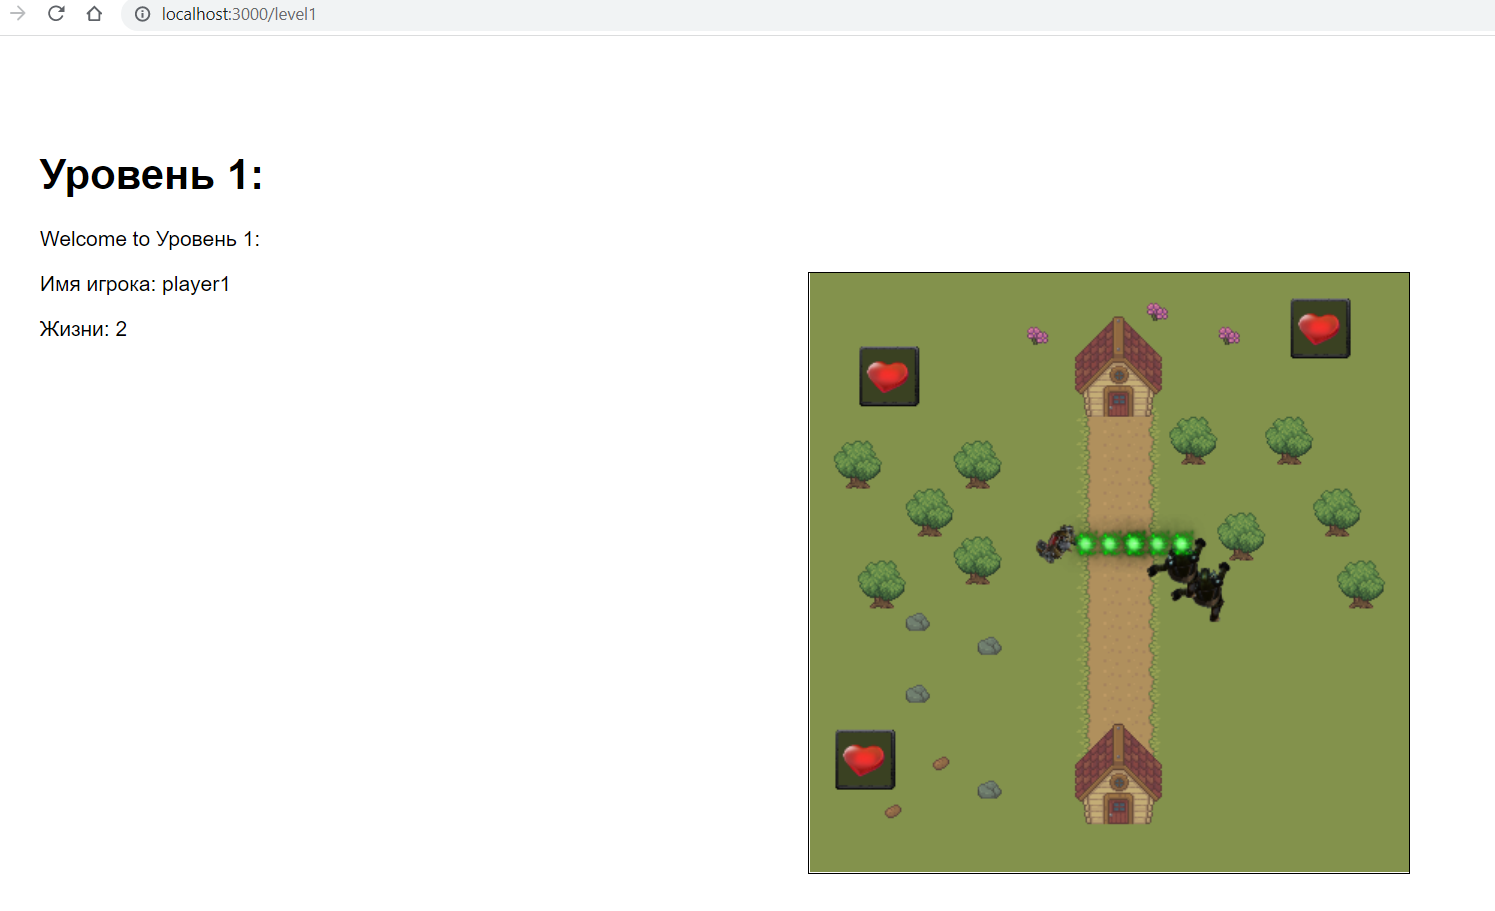 localhost:3000/level1
Уровень 1:
Welcome to Уровень 1:
Имя игрока: player1
Жизни: 2